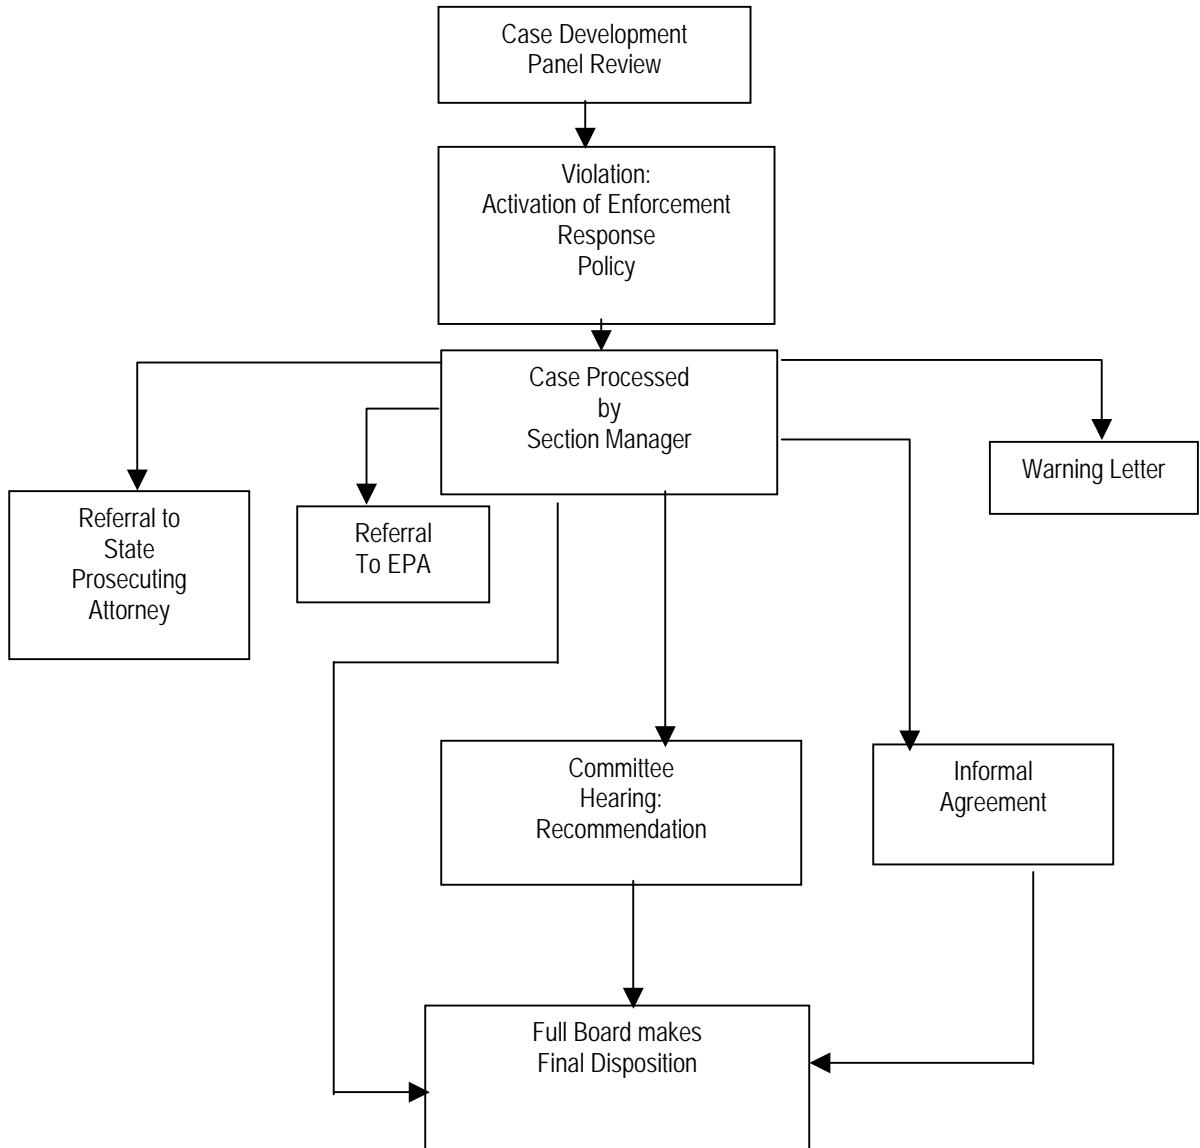 Case Development
Panel Review
Violation:
Activation of Enforcement
Response
Policy
Case Processed
by
Section Manager
Warning Letter
Referral to
State
Prosecuting
Attorney
Referral
To EPA
Committee
Hearing:
Recommendation
Informal
Agreement
Full Board makes
Final Disposition